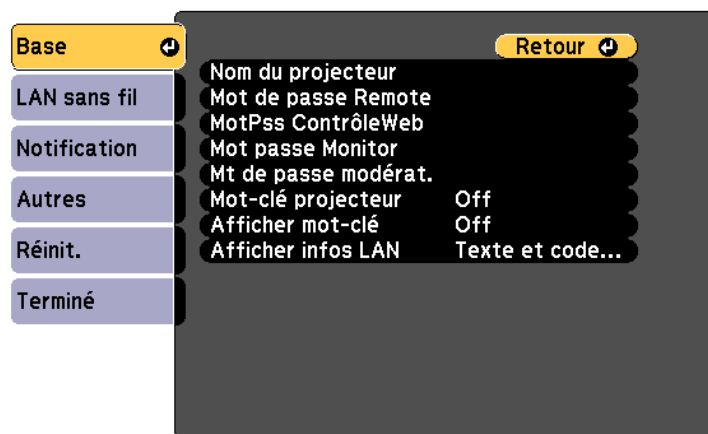 Base
LAN sans fil
Notification
Autres
Réinit.
Terminé
Retour
Nom du projecteur
Mot de passe Remote
MotPss ContrôleWeb
Mot passe Monitor
Mt de passe modérat.
Mot-clé projecteur Off
Afficher mot-clé Off
Afficher infos LAN Texte et code...